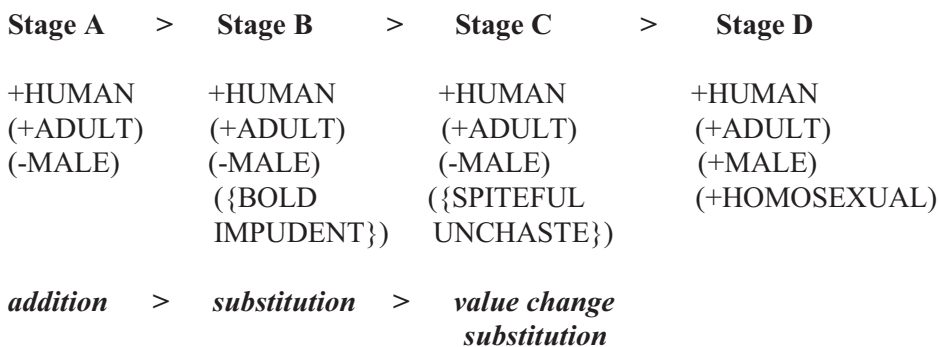 Stage A > Stage B > Stage C > Stage D
+HUMAN +HUMAN +HUMAN +HUMAN
(+ADULT) (+ADULT) (+ADULT) (+ADULT)
(-MALE) (-MALE) (-MALE) (+MALE)
({BOLD ({SPITEFUL (+HOMOSEXUAL)
IMPUDENT}) UNCHASTE})
addition > substitution > value change
substitution